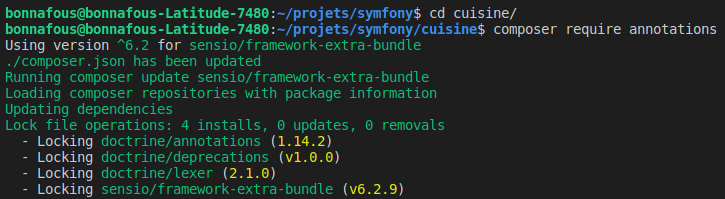 bonnafous@bonnafous-Latitude-7480:~/projets/symfony$ cd cuisine/
bonnafous@bonnafous-Latitude-7480:~/projets/symfony/cuisine$ composer require annotations
Using version ^6.2 for sensio/framework-extra-bundle
./composer.json has been updated
Running composer update sensio/framework-extra-bundle
Loading composer repositories with package information
Updating dependencies
Lock file operations: 4 installs, 0 updates, 0 removals
  - Locking doctrine/annotations (1.14.2)
  - Locking doctrine/deprecations (v1.0.0)
  - Locking doctrine/lexer (2.1.0)
  - Locking sensio/framework-extra-bundle (v6.2.9)